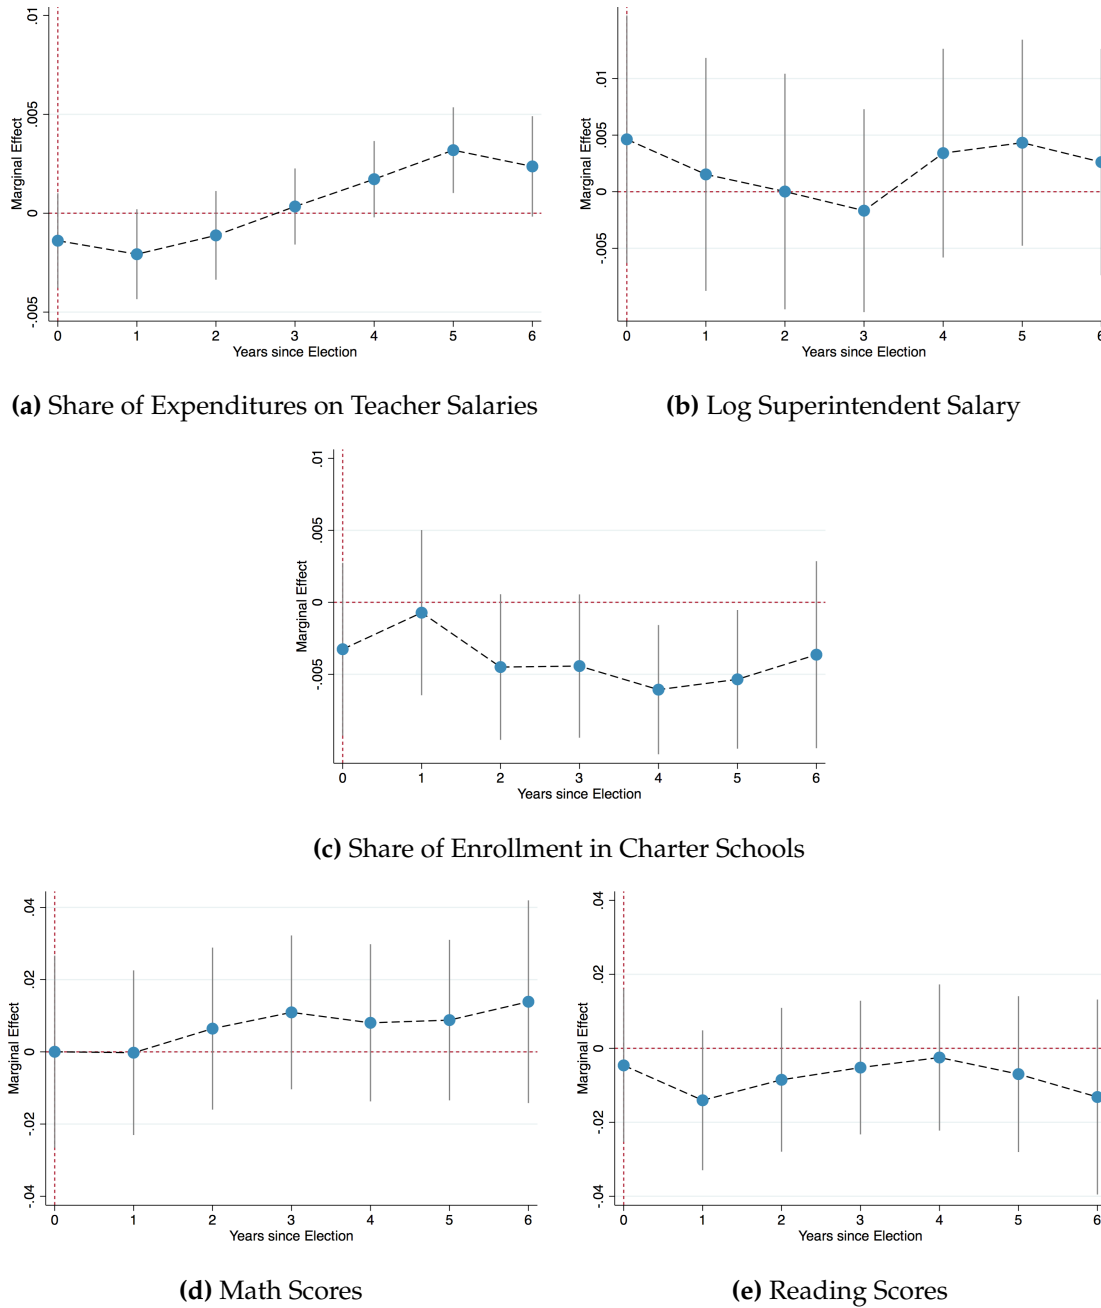 .01
.005
0
-.005
Marginal Effect
0 1 2 3 4 5 6
Years since Election
(a) Share of Expenditures on Teacher Salaries
.01
.005
0
-.005
Marginal Effect
0 1 2 3 4 5 6
Years since Election
(b) Log Superintendent Salary
.01
.005
0
-.005
Marginal Effect
0 1 2 3 4 5 6
Years since Election
(c) Share of Enrollment in Charter Schools
.04
.02
0
-.02
-.04
Marginal Effect
0 1 2 3 4 5 6
Years since Election
(d) Math Scores
.04
.02
0
-.02
-.04
Marginal Effect
0 1 2 3 4 5 6
Years since Election
(e) Reading Scores